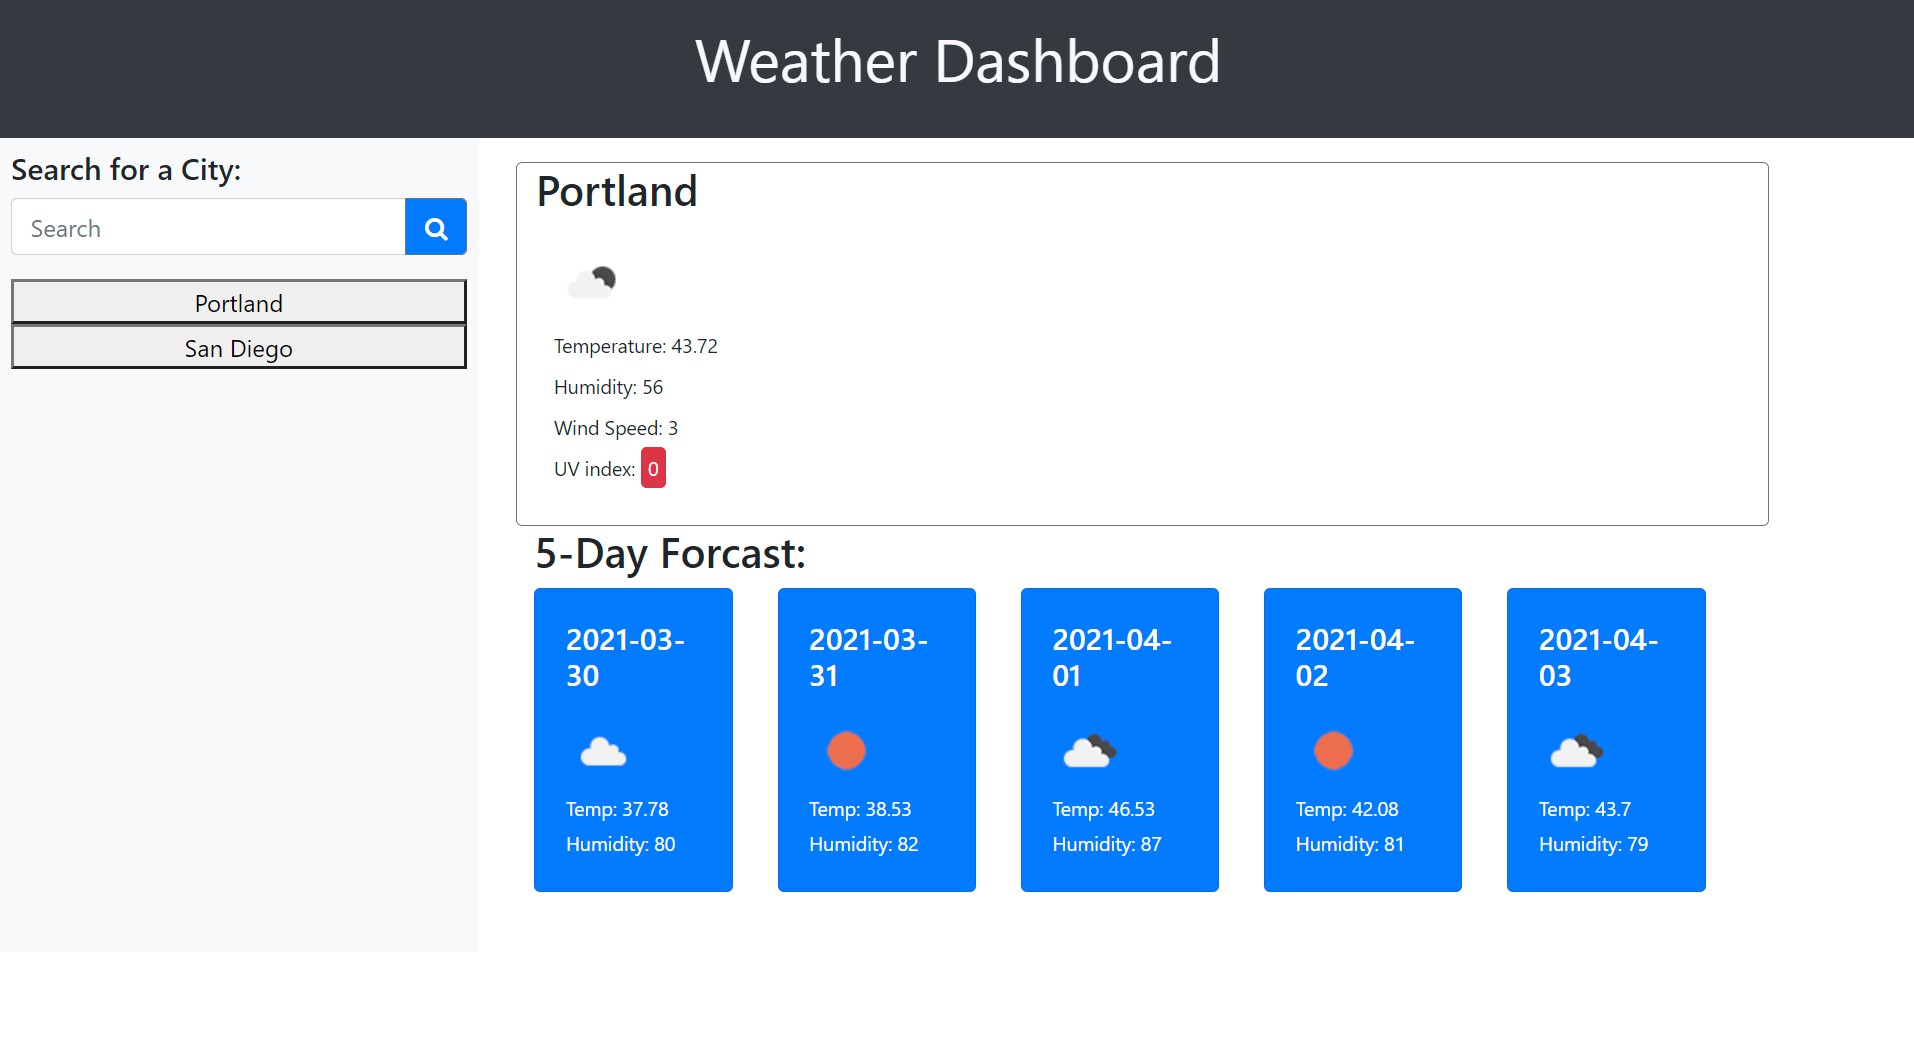 Weather Dashboard
Search for a City:
Search
Portland
San Diego
Portland
Temperature: 43.72
Humidity: 56
Wind Speed: 3
UV index: 0
5-Day Forcast:
2021-03-
30
Temp: 37.78
Humidity: 80
2021-03-
31
Temp: 38.53
Humidity: 82
2021-04-
01
Temp: 46.53
Humidity: 87
2021-04-
02
Temp: 42.08
Humidity: 81
2021-04-
03
Temp: 43.7
Humidity: 79